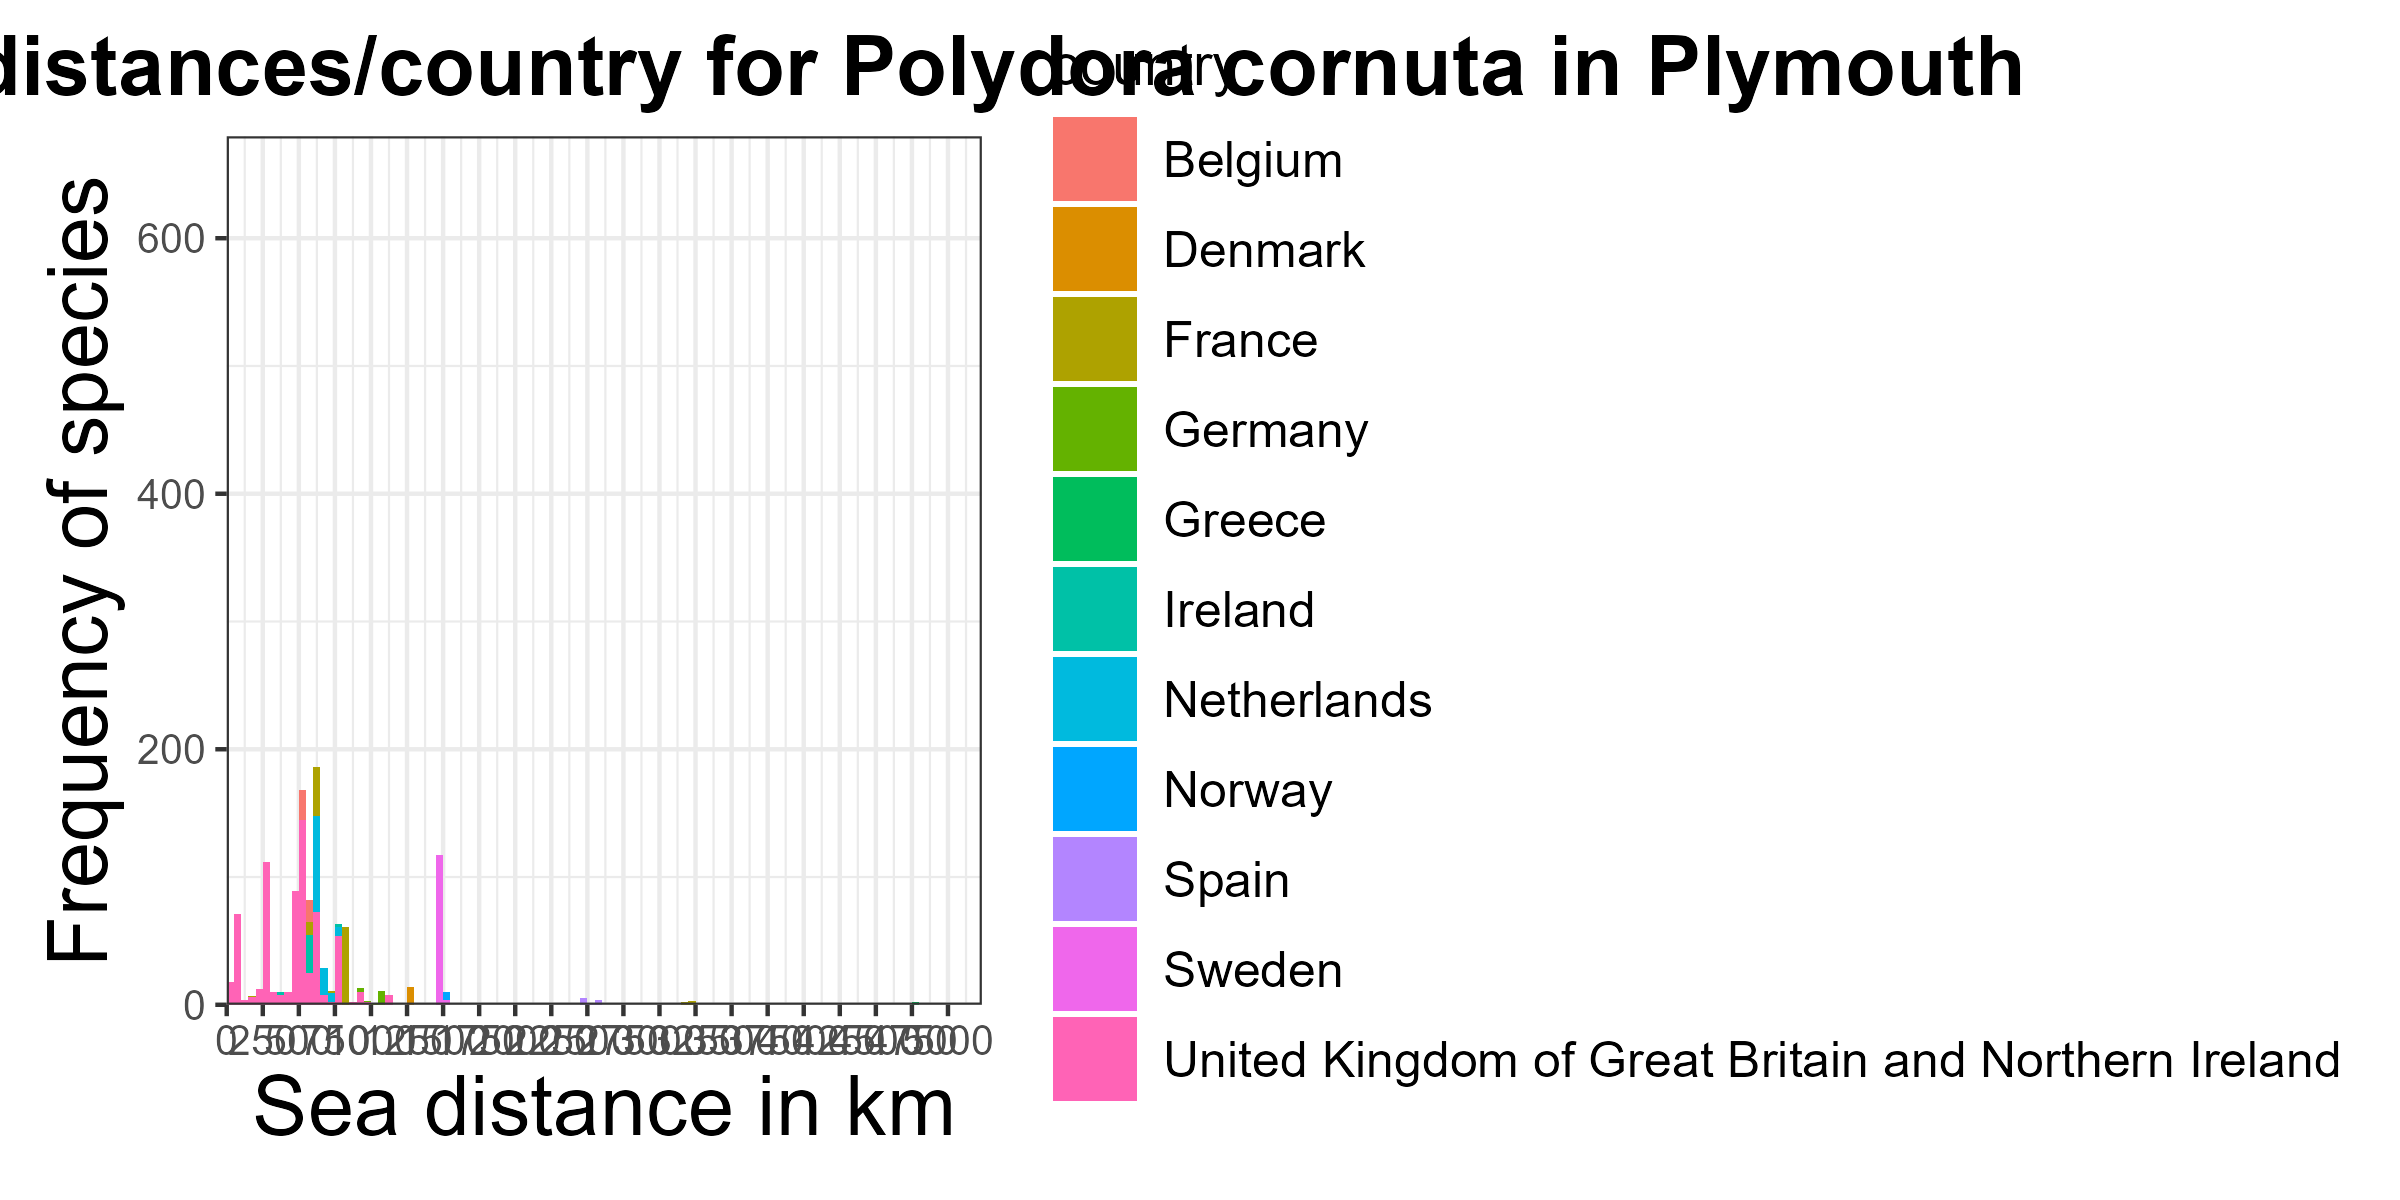 distances/country for Polydora cornuta in Plymouth
country
Belgium
Denmark
France
Germany
Greece
Ireland
Netherlands
Norway
Spain
Sweden
United Kingdom of Great Britain and Northern Ireland
Frequency of species
600
400
200
0
Sea distance in km